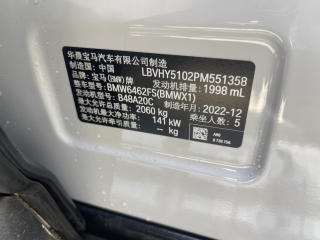 华晨宝马汽车有限公司制造
制造国: 中国 LBVHY5102PM551358
品牌: 宝马(BMW)牌 发动机排量: 1998 mL
整车型号: BMW6462FS(BMWX1)
发动机型号: B48A20C 制造年月: 2022-12
最大允许总质量: 2060 kg 乘坐人数: 5
发动机最大净功率: 141 kW
最大允许牵引质量: -- kg